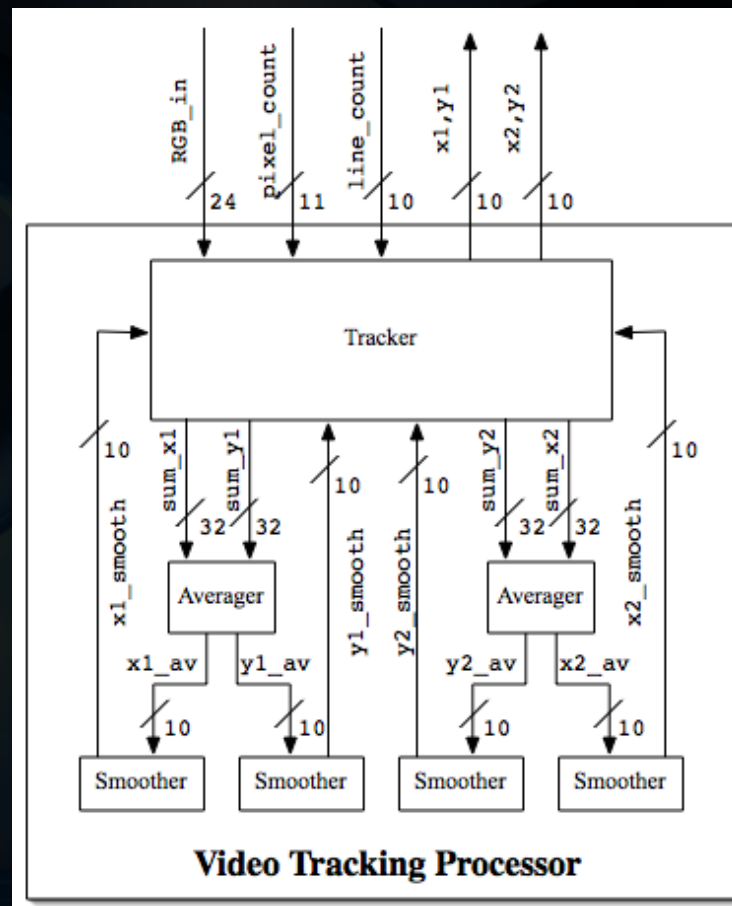 RGB_in
pixel_count
line_count
x1,y1
x2,y2
24
11
10
10
10
Tracker
10
sum_x1
sum_y1
10
10
sum_y2
sum_x2
10
32
32
32
32
x1_smooth
Averager
y1_smooth
y2_smooth
Averager
x2_smooth
x1_av
y1_av
y2_av
x2_av
10
10
10
10
Smoother
Smoother
Smoother
Smoother
Video Tracking Processor